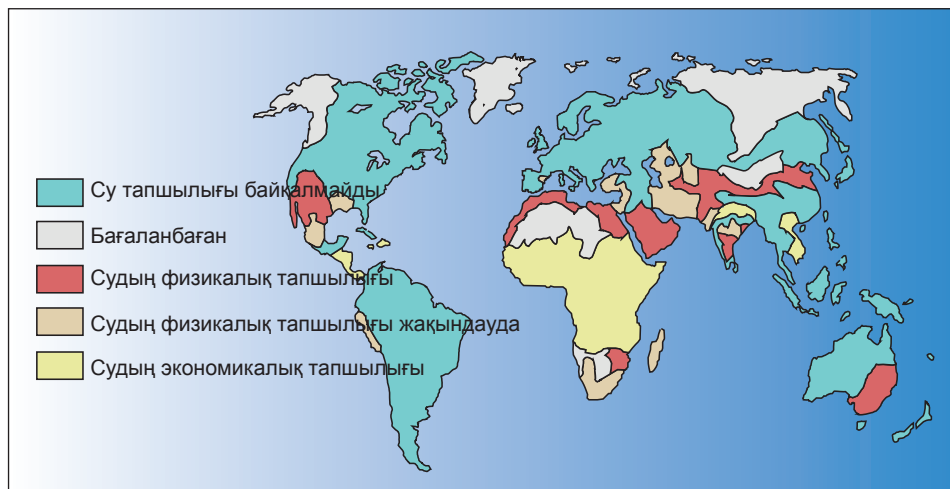 Су тапшылығы байқалмайды
Бағаланбаған
Судың физикалық тапшылығы
Судың физикалық тапшылығы жақындауда
Судың экономикалық тапшылығы